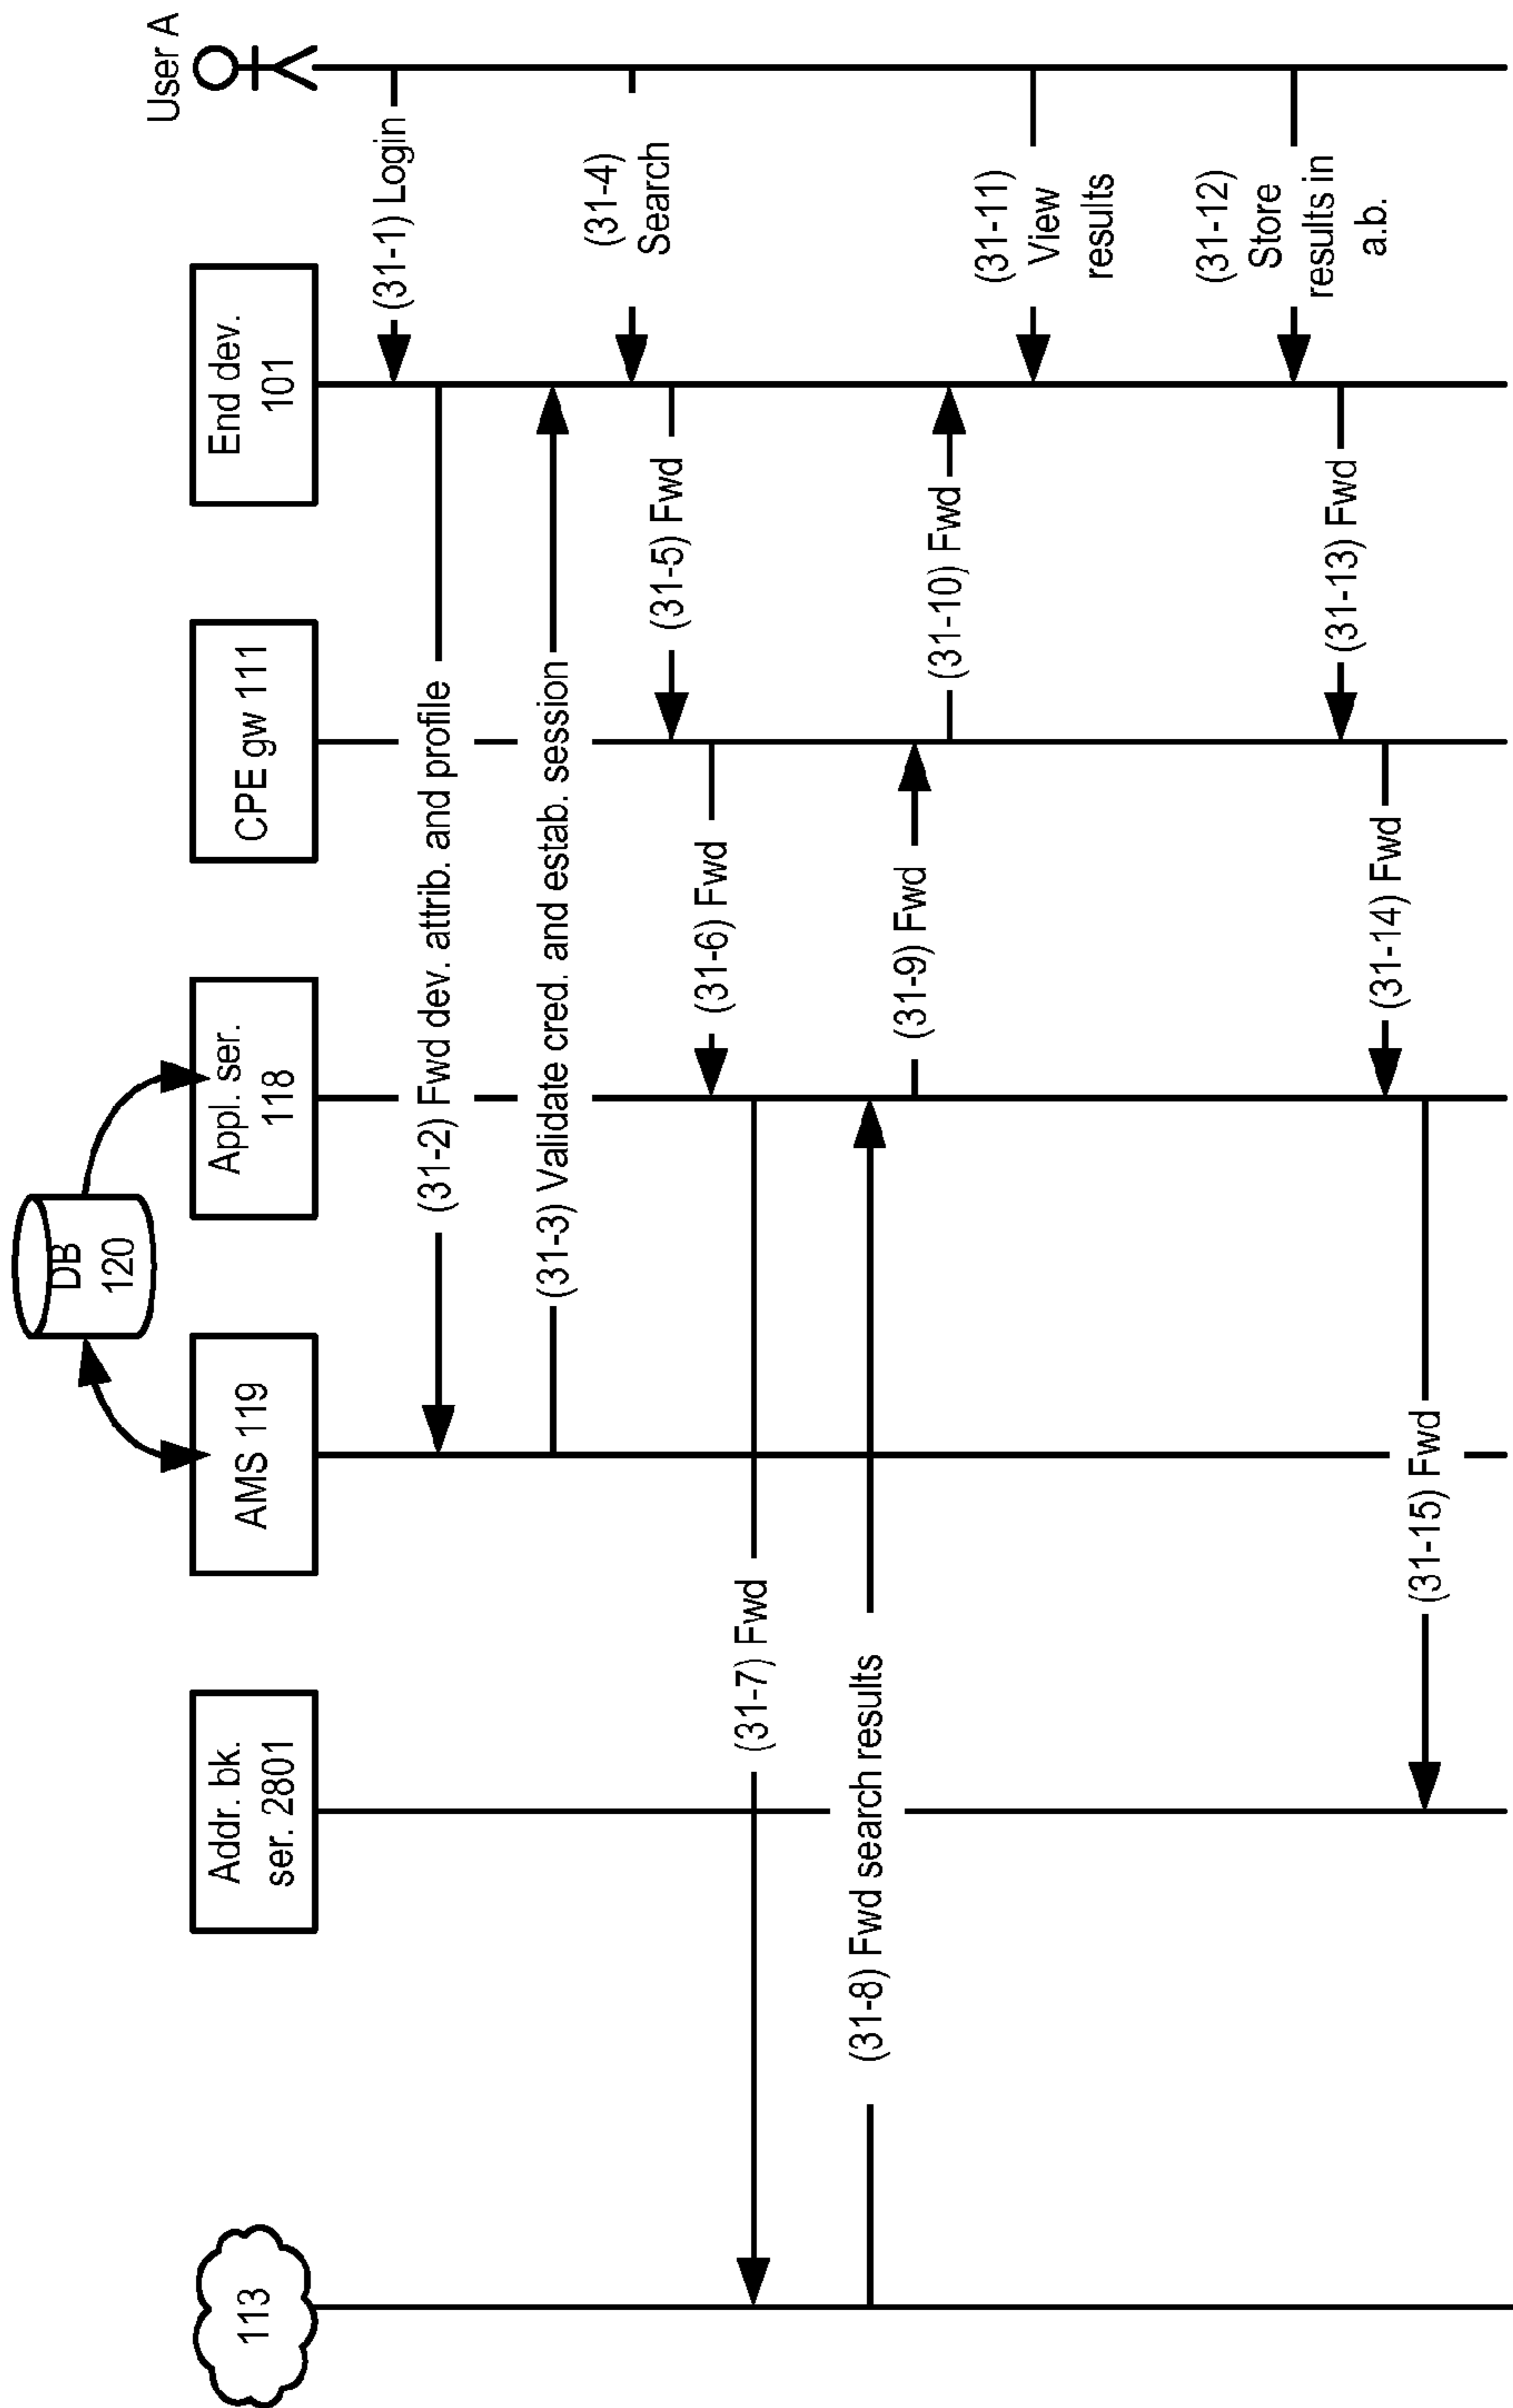 DB
120
User A
113
Addr. bk.
ser. 2801
AMS 119
Appl. ser.
118
CPE gw 111
End dev.
101
(31-1) Login
(31-2) Fwd dev. attrib. and profile
(31-3) Validate cred. and estab. session
(31-4)
Search
(31-5) Fwd
(31-6) Fwd
(31-7) Fwd
(31-8) Fwd search results
(31-9) Fwd
(31-10) Fwd
(31-11)
View
results
(31-12)
Store
results in
a.b.
(31-13) Fwd
(31-14) Fwd
(31-15) Fwd